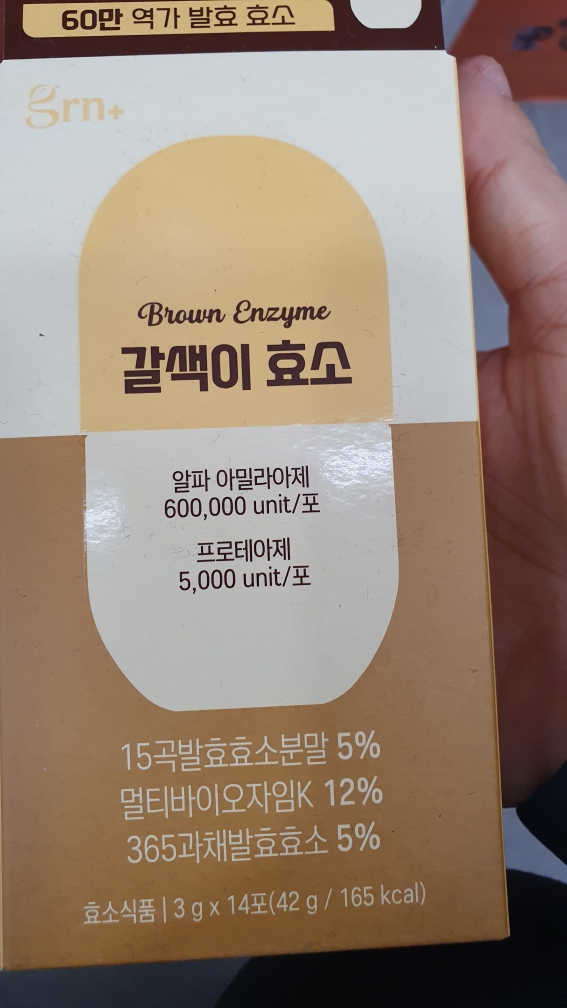 60만 역가 발효 효소
grn+
Brown Enzyme
갈색이 효소
알파 아밀라아제
600,000 unit/포
프로테아제
5,000 unit/포
15곡발효효소분말 5%
멀티바이오자임K 12%
365과채발효효소 5%
효소식품 | 3 g x 14포(42 g / 165 kcal)